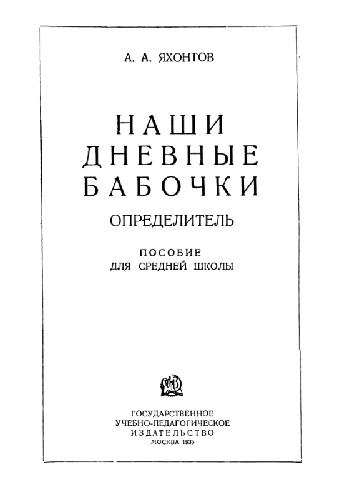 А. А. ЯХОНТОВ
НАШИ
ДНЕВНЫЕ
БАБОЧКИ
ОПРЕДЕЛИТЕЛЬ
ПОСОБИЕ
ДЛЯ СРЕДНЕЙ ШКОЛЫ
ГОСУДАРСТВЕННОЕ
УЧЕБНО-ПЕДАГОГИЧЕСКОЕ
ИЗДАТЕЛЬСТВО
МОСКВА